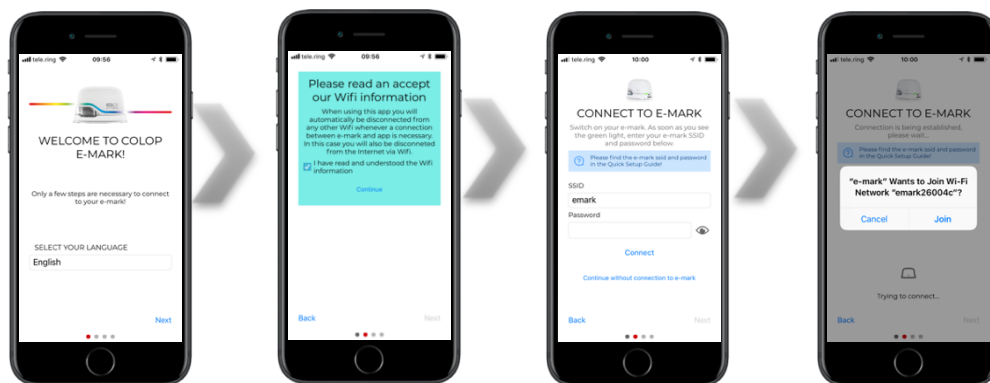 tele.ring 09:56
WELCOME TO COLOP
E-MARK!
Only a few steps are necessary to connect
to your e-mark!
SELECT YOUR LANGUAGE
English
Next
tele.ring 09:56
Please read an accept
our Wifi information
When using this app you will
automatically be disconnected from
any other Wifi whenever a connection
between e-mark and app is necessary.
In this case you will also be disconneted
from the Internet via Wifi.
I have read and understood the Wifi
information
Continue
Back Next
tele.ring 10:00
CONNECT TO E-MARK
Switch on your e-mark. As soon as you see
the green light, enter your e-mark SSID
and password below.
Please find the e-mark ssid and password
in the Quick Setup Guide!
SSID
emark
Password
Connect
Continue without connection to e-mark
Back Next
tele.ring 10:00
CONNECT TO E-MARK
Connection is being established,
please wait...
Please find the e-mark ssid and password
in the Quick Setup Guide!
"e-mark" Wants to Join Wi-Fi
Network "emark26004c"?
Cancel Join
Trying to connect...
Back Next